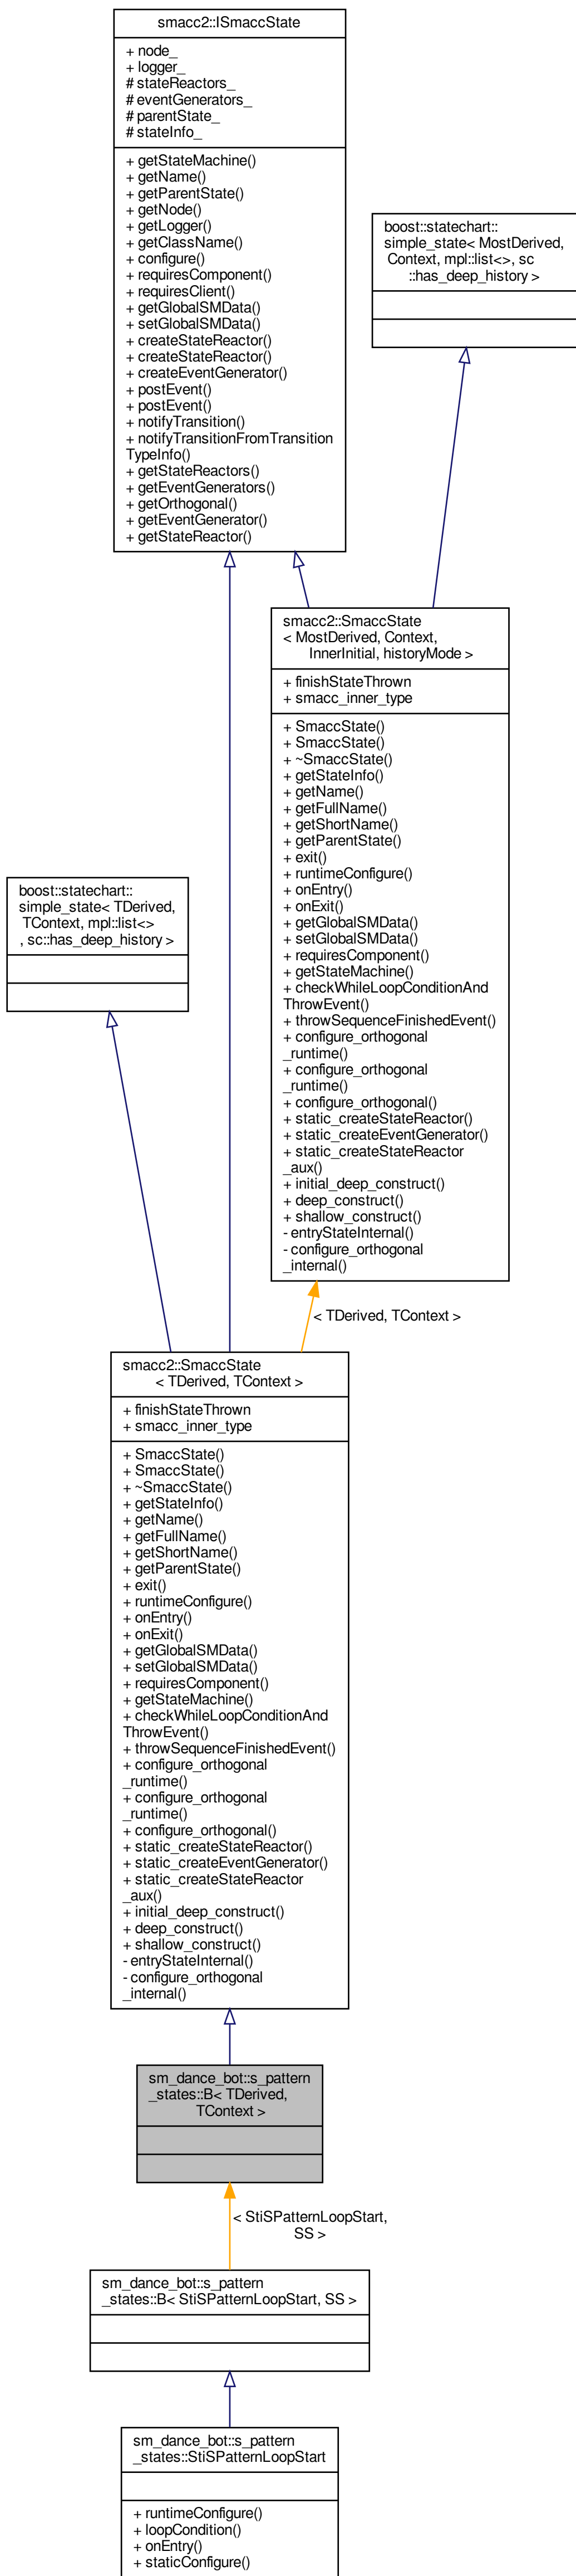 smacc2::ISmaccState
+ node_
+ logger_
# stateReactors_
# eventGenerators_
# parentState_
# stateInfo_
+ getStateMachine()
+ getName()
+ getParentState()
+ getNode()
+ getLogger()
+ getClassName()
+ configure()
+ requiresComponent()
+ requiresClient()
+ getGlobalSMData()
+ setGlobalSMData()
+ createStateReactor()
+ createStateReactor()
+ createEventGenerator()
+ postEvent()
+ postEvent()
+ notifyTransition()
+ notifyTransitionFromTransition
TypeInfo()
+ getStateReactors()
+ getEventGenerators()
+ getOrthogonal()
+ getEventGenerator()
+ getStateReactor()
boost::statechart::
simple_state< MostDerived,
Context, mpl::list<>, sc
::has_deep_history >
smacc2::SmaccState
< MostDerived, Context,
InnerInitial, historyMode >
+ finishStateThrown
+ smacc_inner_type
+ SmaccState()
+ SmaccState()
+ ~SmaccState()
+ getStateInfo()
+ getName()
+ getFullName()
+ getShortName()
+ getParentState()
+ exit()
+ runtimeConfigure()
+ onEntry()
+ onExit()
+ getGlobalSMData()
+ setGlobalSMData()
+ requiresComponent()
+ getStateMachine()
+ checkWhileLoopConditionAnd
ThrowEvent()
+ throwSequenceFinishedEvent()
+ configure_orthogonal
_runtime()
+ configure_orthogonal
_runtime()
+ configure_orthogonal()
+ static_createStateReactor()
+ static_createEventGenerator()
+ static_createStateReactor
_aux()
+ initial_deep_construct()
+ deep_construct()
+ shallow_construct()
- entryStateInternal()
- configure_orthogonal
_internal()
boost::statechart::
simple_state< TDerived,
TContext, mpl::list<>
, sc::has_deep_history >
< TDerived, TContext >
smacc2::SmaccState
< TDerived, TContext >
+ finishStateThrown
+ smacc_inner_type
+ SmaccState()
+ SmaccState()
+ ~SmaccState()
+ getStateInfo()
+ getName()
+ getFullName()
+ getShortName()
+ getParentState()
+ exit()
+ runtimeConfigure()
+ onEntry()
+ onExit()
+ getGlobalSMData()
+ setGlobalSMData()
+ requiresComponent()
+ getStateMachine()
+ checkWhileLoopConditionAnd
ThrowEvent()
+ throwSequenceFinishedEvent()
+ configure_orthogonal
_runtime()
+ configure_orthogonal
_runtime()
+ configure_orthogonal()
+ static_createStateReactor()
+ static_createEventGenerator()
+ static_createStateReactor
_aux()
+ initial_deep_construct()
+ deep_construct()
+ shallow_construct()
- entryStateInternal()
- configure_orthogonal
_internal()
sm_dance_bot::s_pattern
_states::B< TDerived,
TContext >
< StiSPatternLoopStart,
SS >
sm_dance_bot::s_pattern
_states::B< StiSPatternLoopStart, SS >
sm_dance_bot::s_pattern
_states::StiSPatternLoopStart
+ runtimeConfigure()
+ loopCondition()
+ onEntry()
+ staticConfigure()